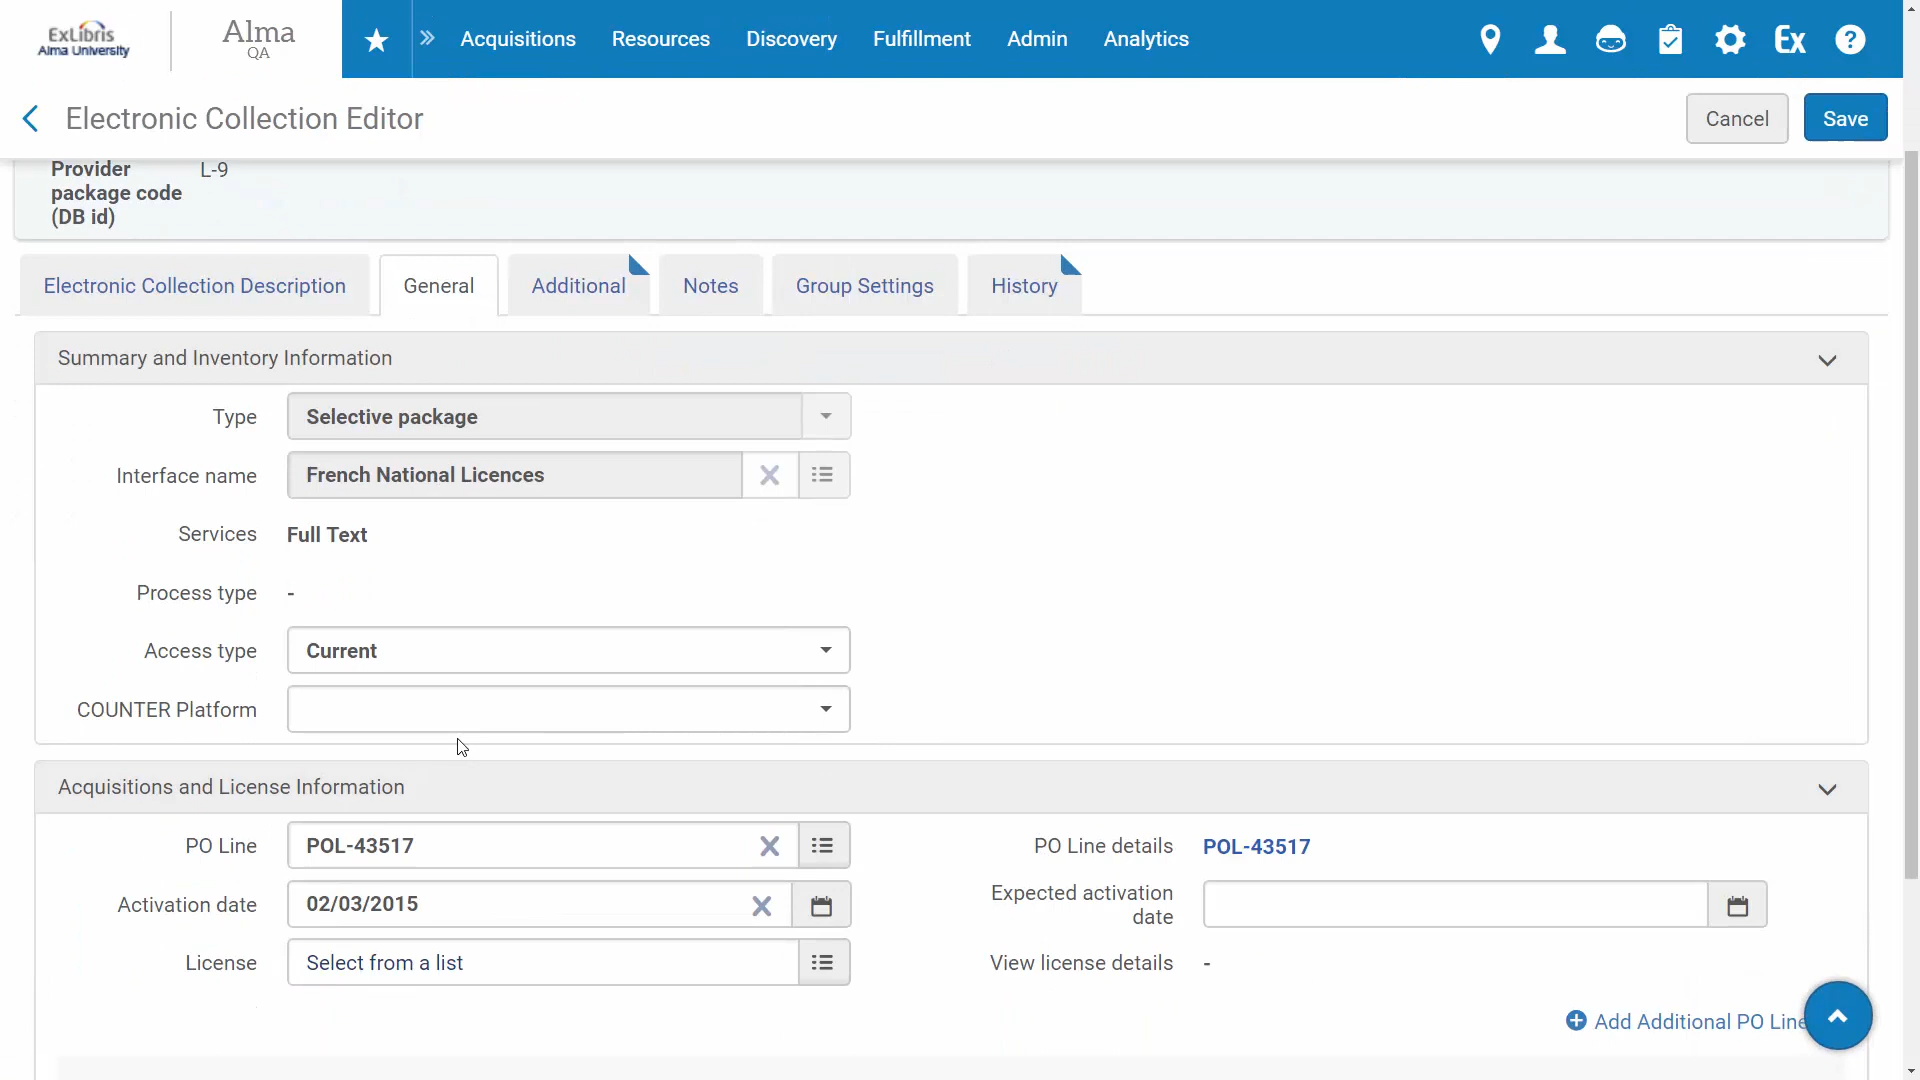 ExLibris
Alma University
Alma
QA
Acquisitions Resources Discovery Fulfillment Admin Analytics
Ex
?
Electronic Collection Editor
Cancel
Save
Provider
package code
(DB id)
L-9
Electronic Collection Description
General
Additional
Notes
Group Settings
History
Summary and Inventory Information
Type Selective package
Interface name French National Licences
Services Full Text
Process type -
Access type Current
COUNTER Platform
Acquisitions and License Information
PO Line POL-43517
PO Line details POL-43517
Activation date 02/03/2015
Expected activation
date
License Select from a list
View license details -
Add Additional PO Line